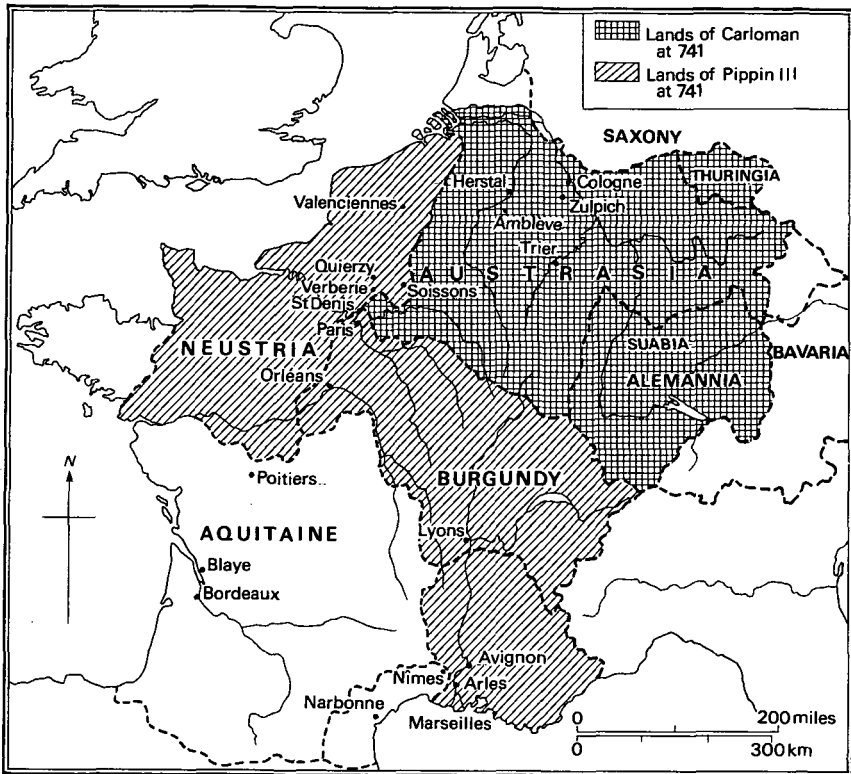 Lands of Carloman
at 741
Lands of Pippin III
at 741
SAXONY
THURINGIA
Herstal
Cologne
Zulpich
Valenciennes
Amblève
Trier
AUSTRASIA
Quierzy
Verberie
Soissons
St Denis
Paris
NEUSTRIA
SUABIA
BAVARIA
Orléans
ALEMANNIA
N
Poitiers..
BURGUNDY
AQUITAINE
Lyons
Blaye
Bordeaux
Avignon
Nîmes
Arles
Narbonne
Marseilles
0 200 miles
0 300 km